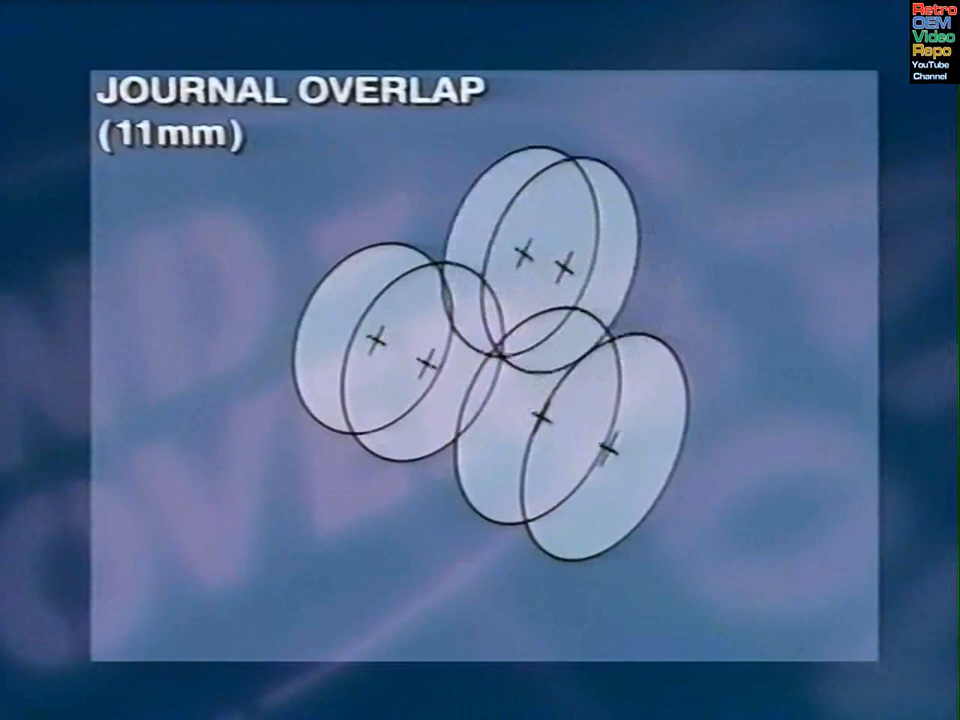 JOURNAL OVERLAP
(11mm)
Retro
OEM
Video
Repo
YouTube
Channel